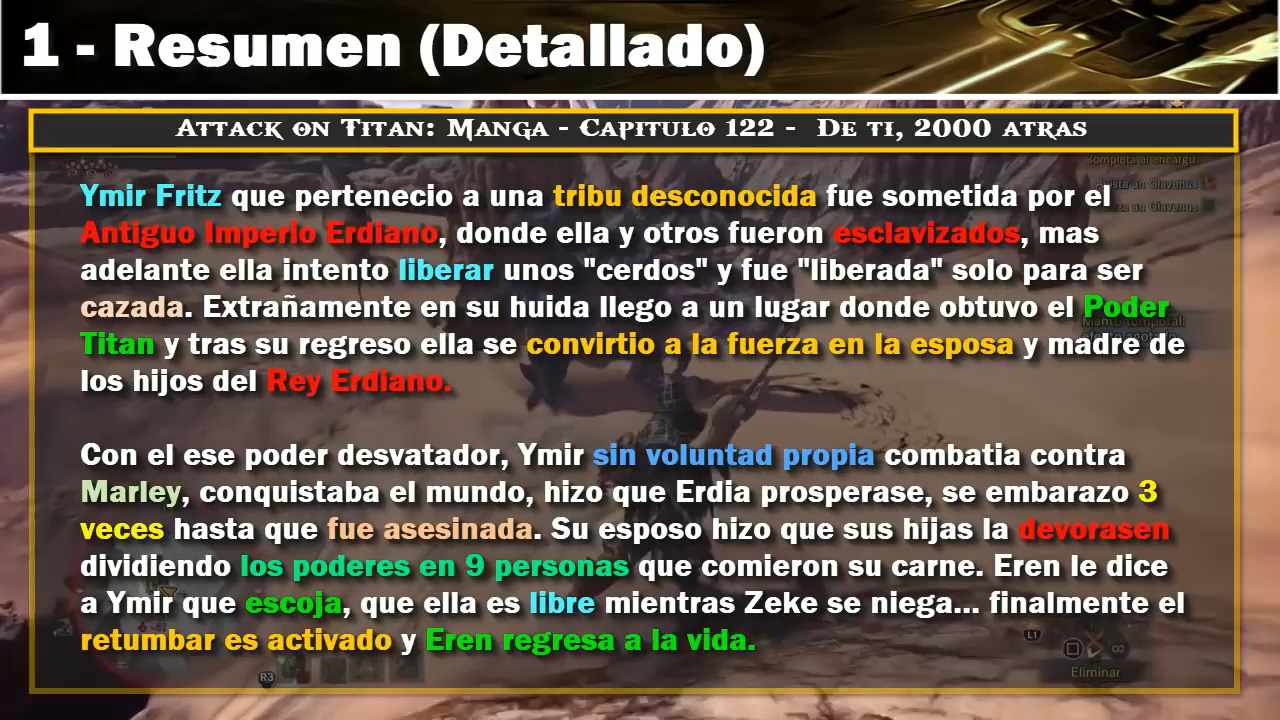 1 - Resumen (Detallado)
Attack on Titan: Manga - Capitulo 122 - De ti, 2000 atras
Completa el encargo
Ymir Fritz que pertenecio a una tribu desconocida fue sometida por el
Antiguo Imperio Erdiano, donde ella y otros fueron esclavizados, mas
adelante ella intento liberar unos "cerdos" y fue "liberada" solo para ser
cazada. Extrañamente en su huida llego a un lugar donde obtuvo el Poder
Titan y tras su regreso ella se convirtio a la fuerza en la esposa y madre de
los hijos del Rey Erdiano.
Con el ese poder desvatador, Ymir sin voluntad propia combatia contra
Marley, conquistaba el mundo, hizo que Erdia prosperase, se embarazo 3
veces hasta que fue asesinada. Su esposo hizo que sus hijas la devorasen
dividiendo los poderes en 9 personas que comieron su carne. Eren le dice
a Ymir que escoja, que ella es libre mientras Zeke se niega... finalmente el
retumbar es activado y Eren regresa a la vida.
L1
R3
Eliminar